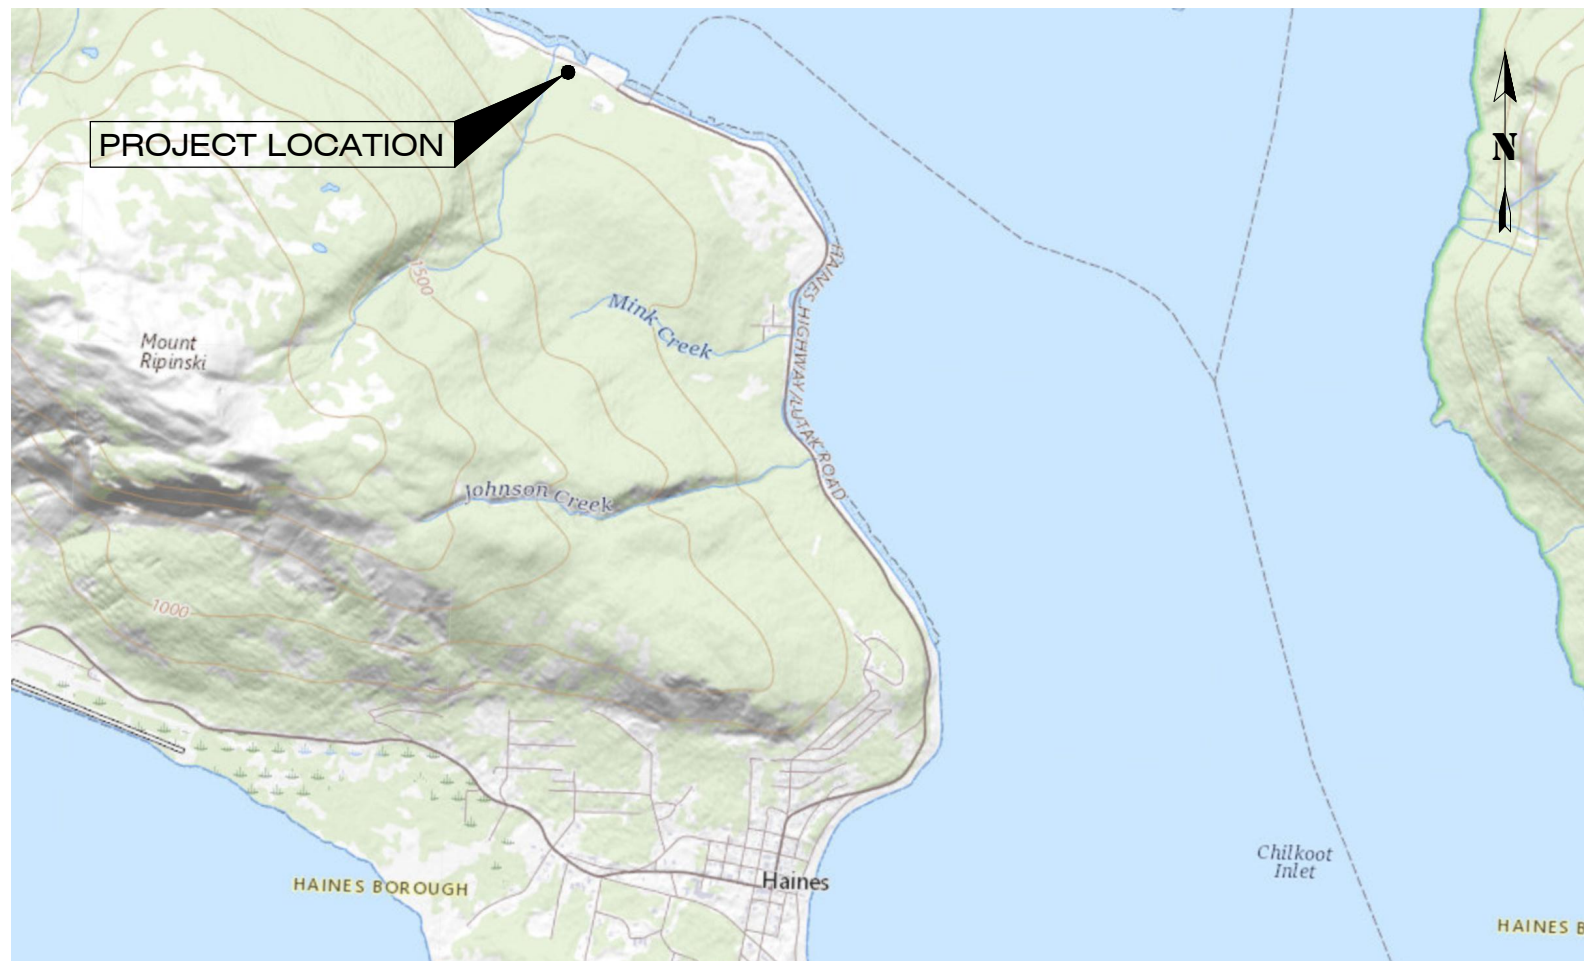 PROJECT LOCATION
N
1500
Mink Creek
HAINES HIGHWAY/LUTAK ROAD
Mount
Ripinski
Johnson Creek
1000
Chilkoot
Inlet
Haines
HAINES BOROUGH
HAINES B